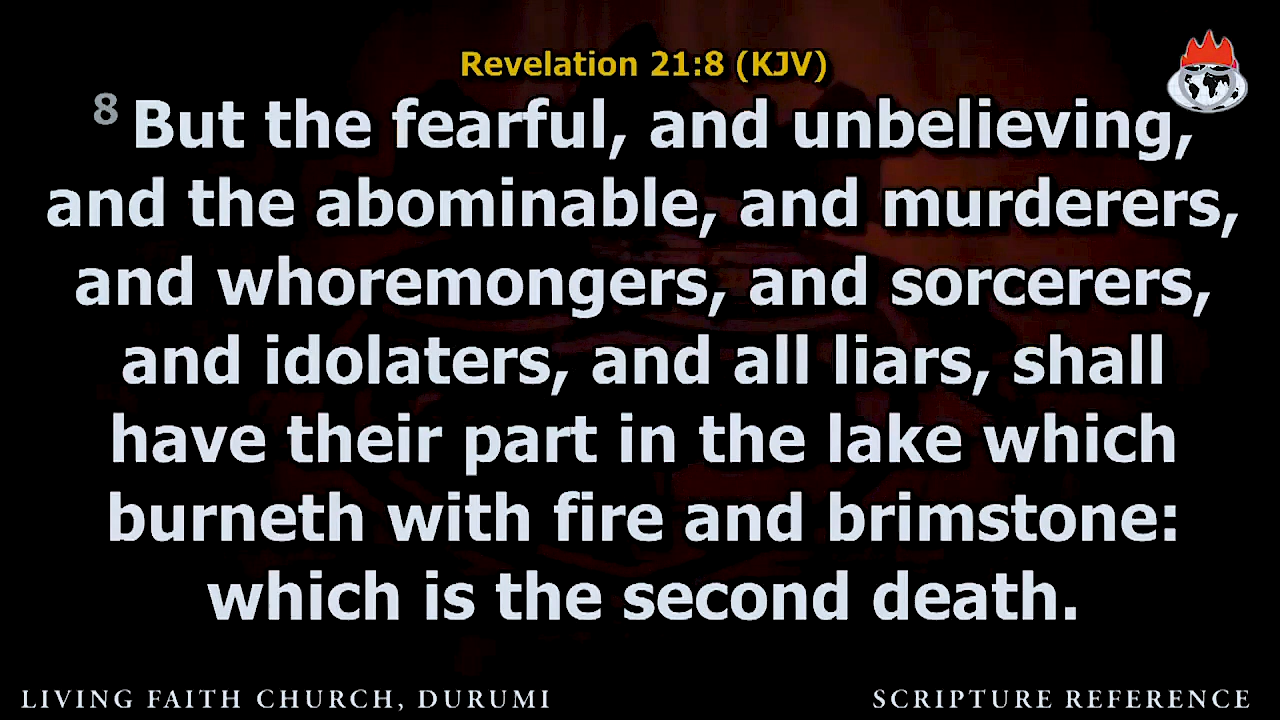 Revelation 21:8 (KJV)
8 But the fearful, and unbelieving,
and the abominable, and murderers,
and whoremongers, and sorcerers,
and idolaters, and all liars, shall
have their part in the lake which
burneth with fire and brimstone:
which is the second death.
LIVING FAITH CHURCH, DURUMI
SCRIPTURE REFERENCE